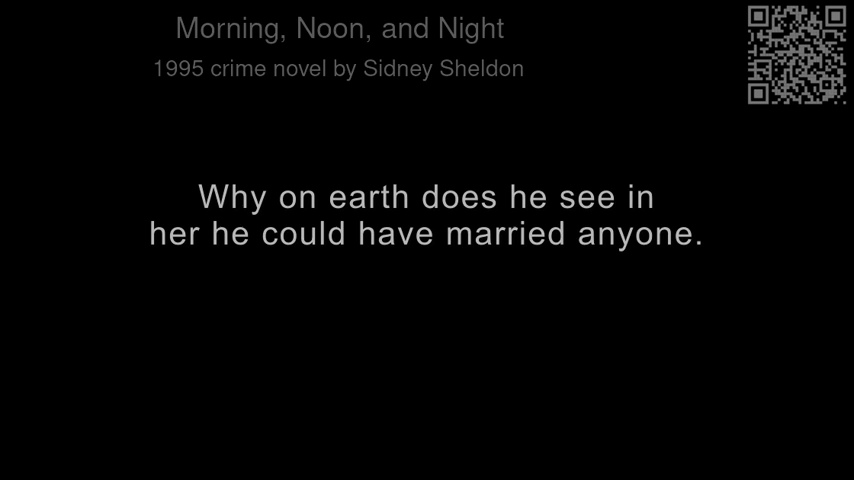 Morning, Noon, and Night
1995 crime novel by Sidney Sheldon
Why on earth does he see in
her he could have married anyone.